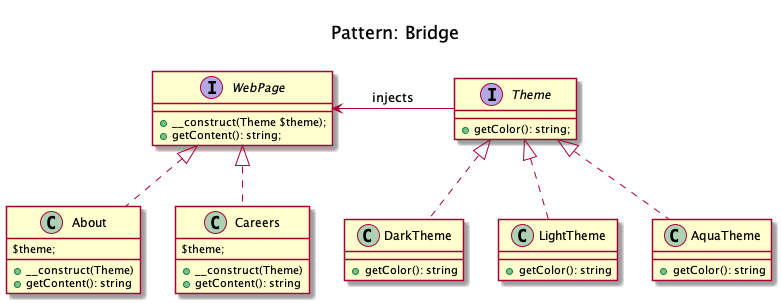 Pattern: Bridge
I WebPage
__construct(Theme $theme);
getContent(): string;
injects
I Theme
getColor(): string;
C About
$theme;
__construct(Theme)
getContent(): string
C Careers
$theme;
__construct(Theme)
getContent(): string
C DarkTheme
getColor(): string
C LightTheme
getColor(): string
C AquaTheme
getColor(): string